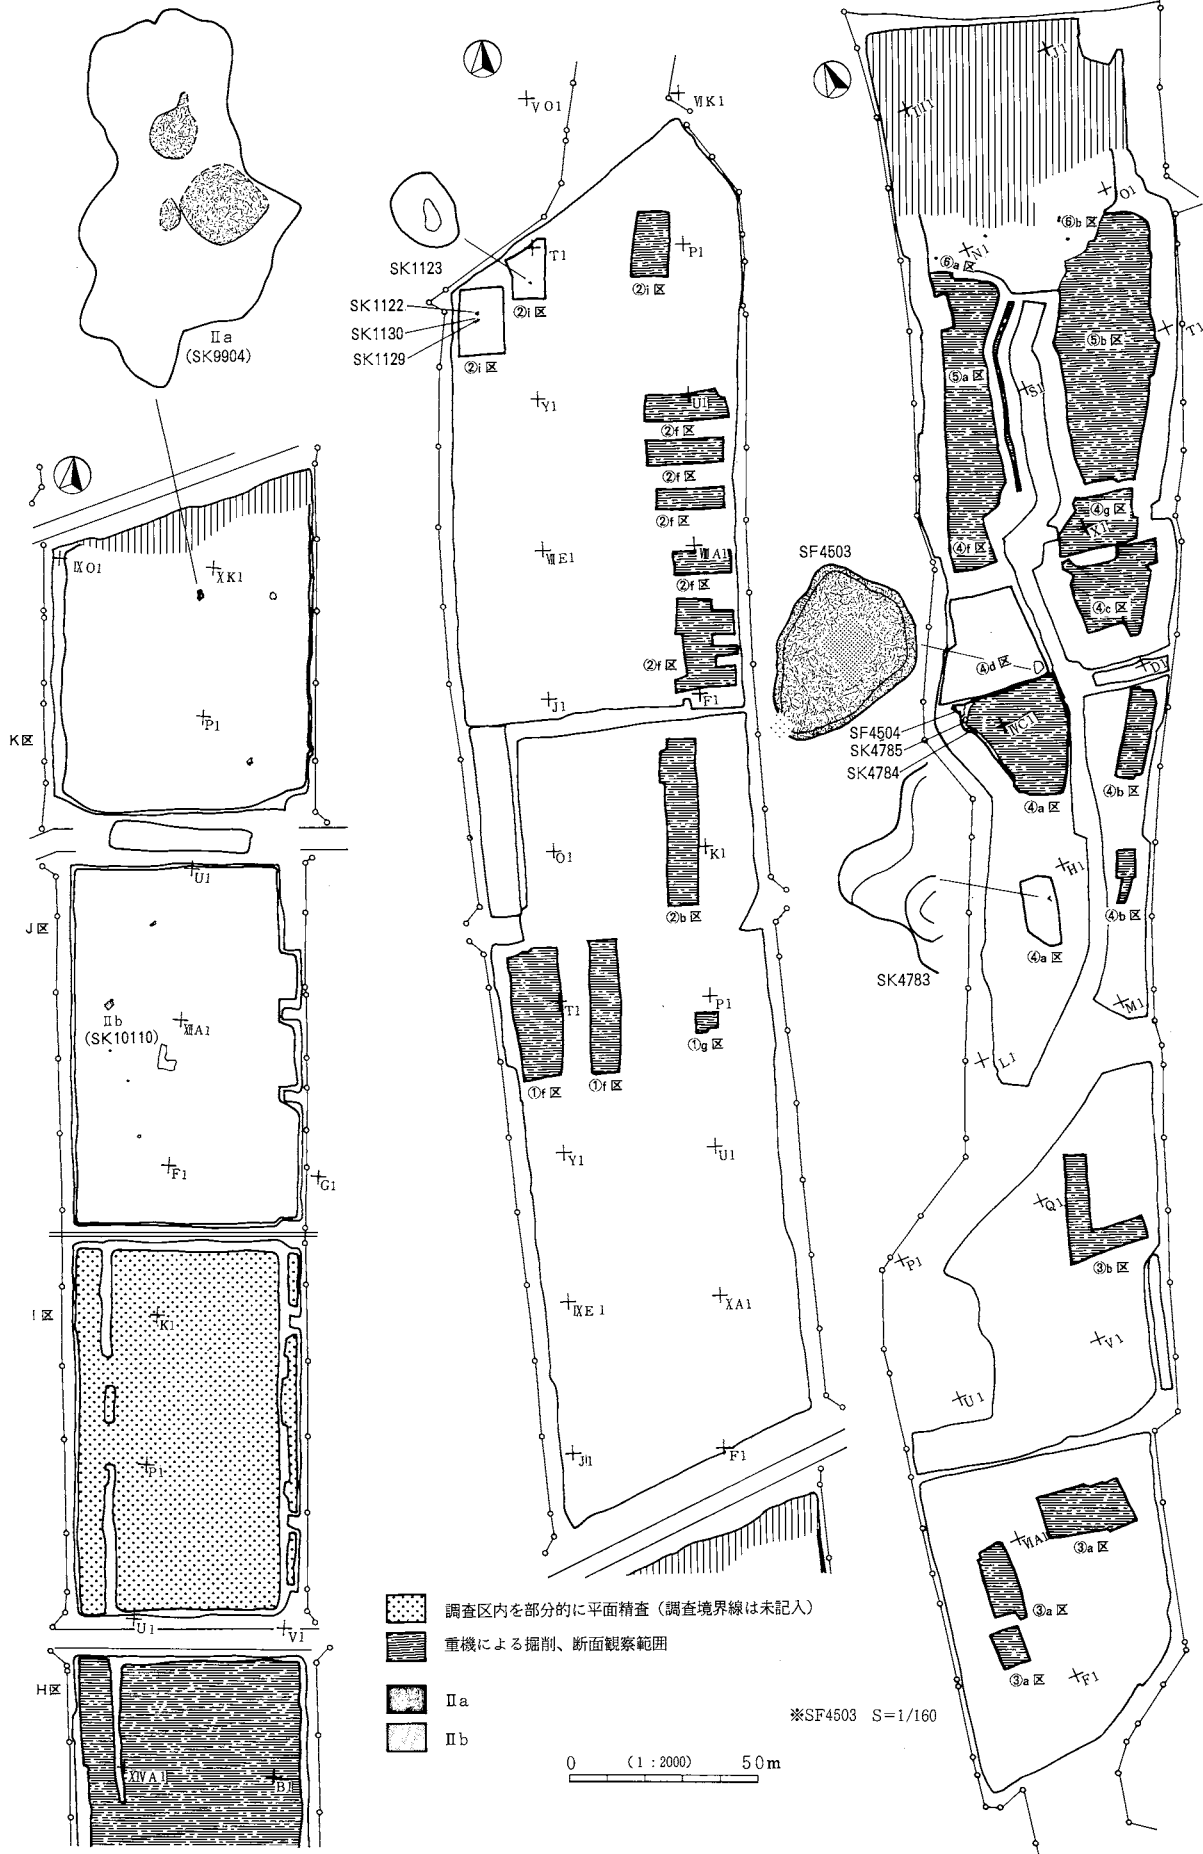 Ⅱa
(SK9904)
ⅨO1
ⅩK1
P1
K区
U1
J区
Ⅱb
(SK10110)
ⅩⅢA1
F1
G1
I区
K1
P1
U1
V1
H区
ⅩⅣA1
B1
ⅤO1
ⅥK1
SK1123
T1
P1
②i区
②i区
SK1122
SK1130
SK1129
②i区
Y1
U1
②f区
②f区
②f区
ⅧE1
ⅧA1
②f区
②f区
J1
F1
O1
K1
②b区
T1
P1
①g区
①f区
①f区
Y1
U1
ⅨE1
ⅩA1
J1
F1
J1
I1
O1
⑥b区
N1
⑥a区
T1
⑤b区
⑤a区
S1
④g区
X1
④f区
④c区
SF4503
④d区
D1
SF4504
SK4785
SK4784
ⅣC1
④a区
④b区
H1
④b区
④a区
SK4783
M1
L1
Q1
P1
③b区
V1
U1
ⅥA1
③a区
③a区
③a区
F1
調査区内を部分的に平面精査（調査境界線は未記入）
重機による掘削、断面観察範囲
Ⅱa
Ⅱb
※SF4503 S=1/160
0 (1:2000) 50m